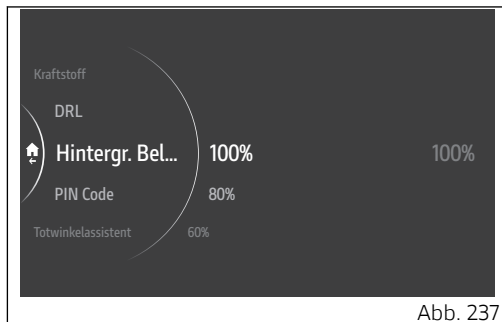 Kraftstoff
DRL
Hintergr. Bel... 100% 100%
PIN Code 80%
Totwinkelassistent 60%
Abb. 237